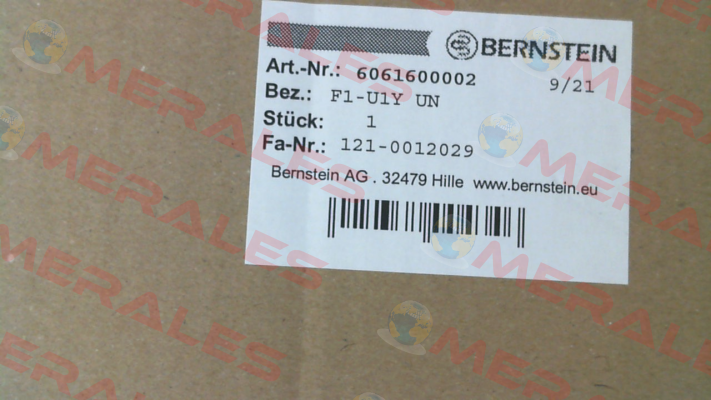 BERNSTEIN
Art.-Nr.: 6061600002 9/21
Bez.: F1-U1Y UN
Stück: 1
Fa-Nr.: 121-0012029
Bernstein AG . 32479 Hille www.bernstein.eu
MERALES
MERALES
MERALES
MERALES
MERALES
MERALES